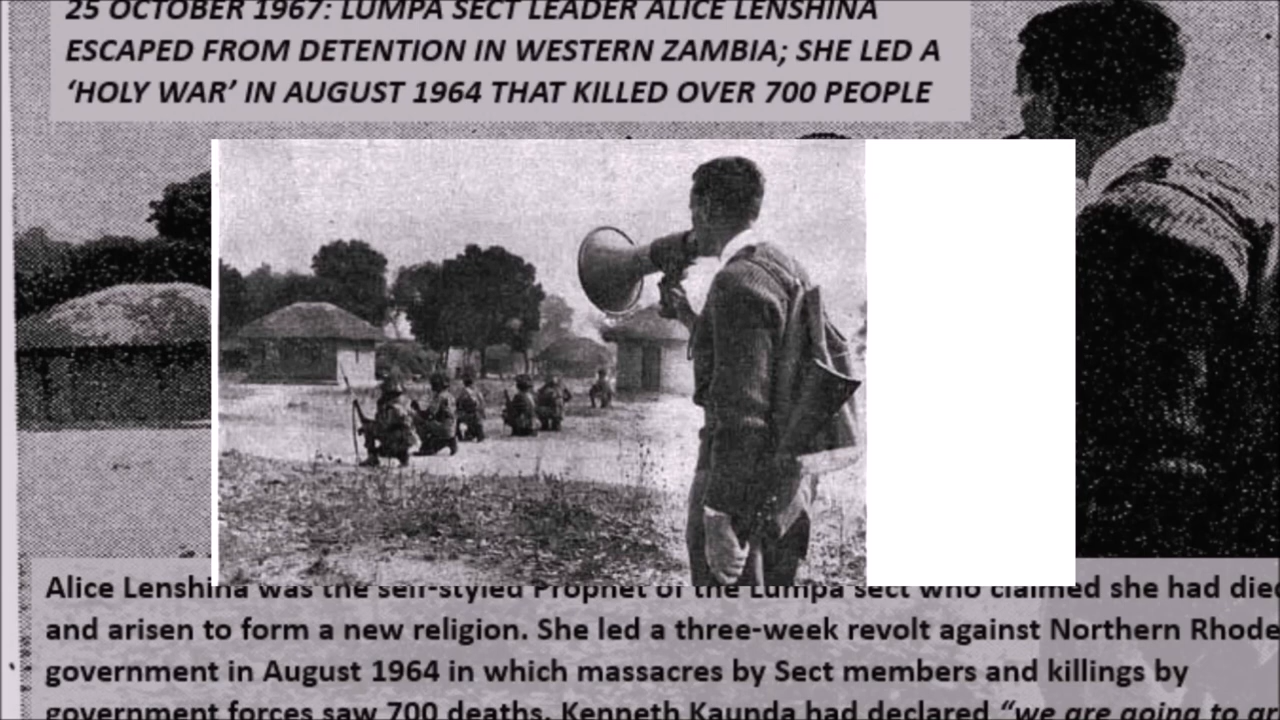 25 OCTOBER 1967: LUMPA SECT LEADER ALICE LENSHINA
ESCAPED FROM DETENTION IN WESTERN ZAMBIA; SHE LED A
‘HOLY WAR’ IN AUGUST 1964 THAT KILLED OVER 700 PEOPLE
Alice Lenshina was the self-styled Prophet of the Lumpa sect who claimed she had died
and arisen to form a new religion. She led a three-week revolt against Northern Rhode
government in August 1964 in which massacres by Sect members and killings by
government forces saw 700 deaths. Kenneth Kaunda had declared “we are going to